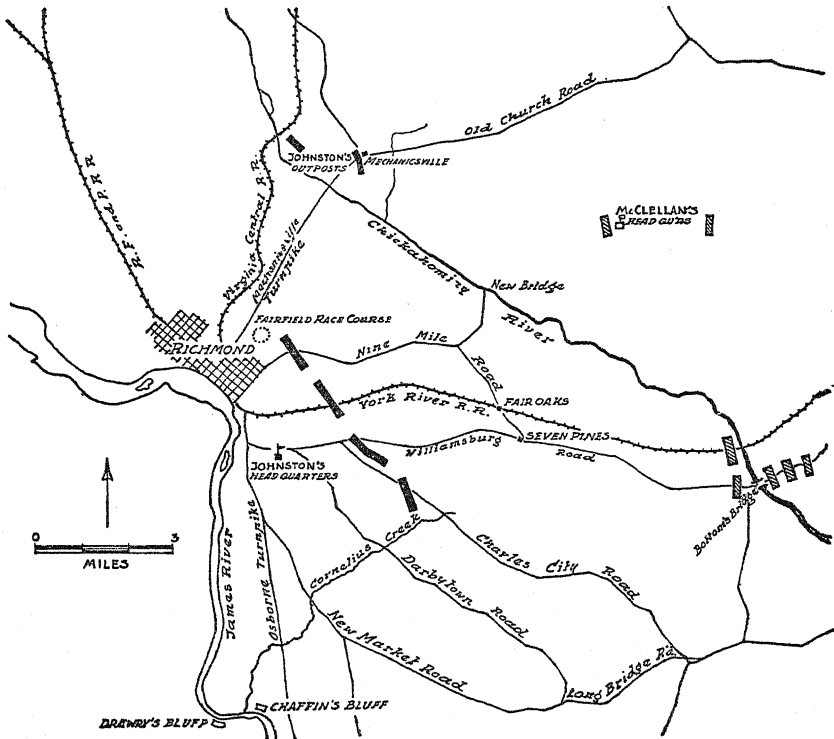 Old Church Road
JOHNSTON'S
OUTPOSTS
MECHANICSVILLE
R.F. and P.R.R.
Virginia Central R.R.
Mechanicsville
Turnpike
McCLELLAN'S
HEAD QU'RS
Chickahominy
River
New Bridge
FAIRFIELD RACE COURSE
RICHMOND
Nine Mile
Road
York River R.R.
FAIR OAKS
Williamsburg
Road
SEVEN PINES
JOHNSTON'S
HEAD QUARTERS
Bottom's Bridge
0 3
MILES
James River
Osborne Turnpike
Cornelius Creek
Charles City Road
Darbytown Road
New Market Road
Long Bridge R'd.
CHAFFIN'S BLUFF
DREWRY'S BLUFF